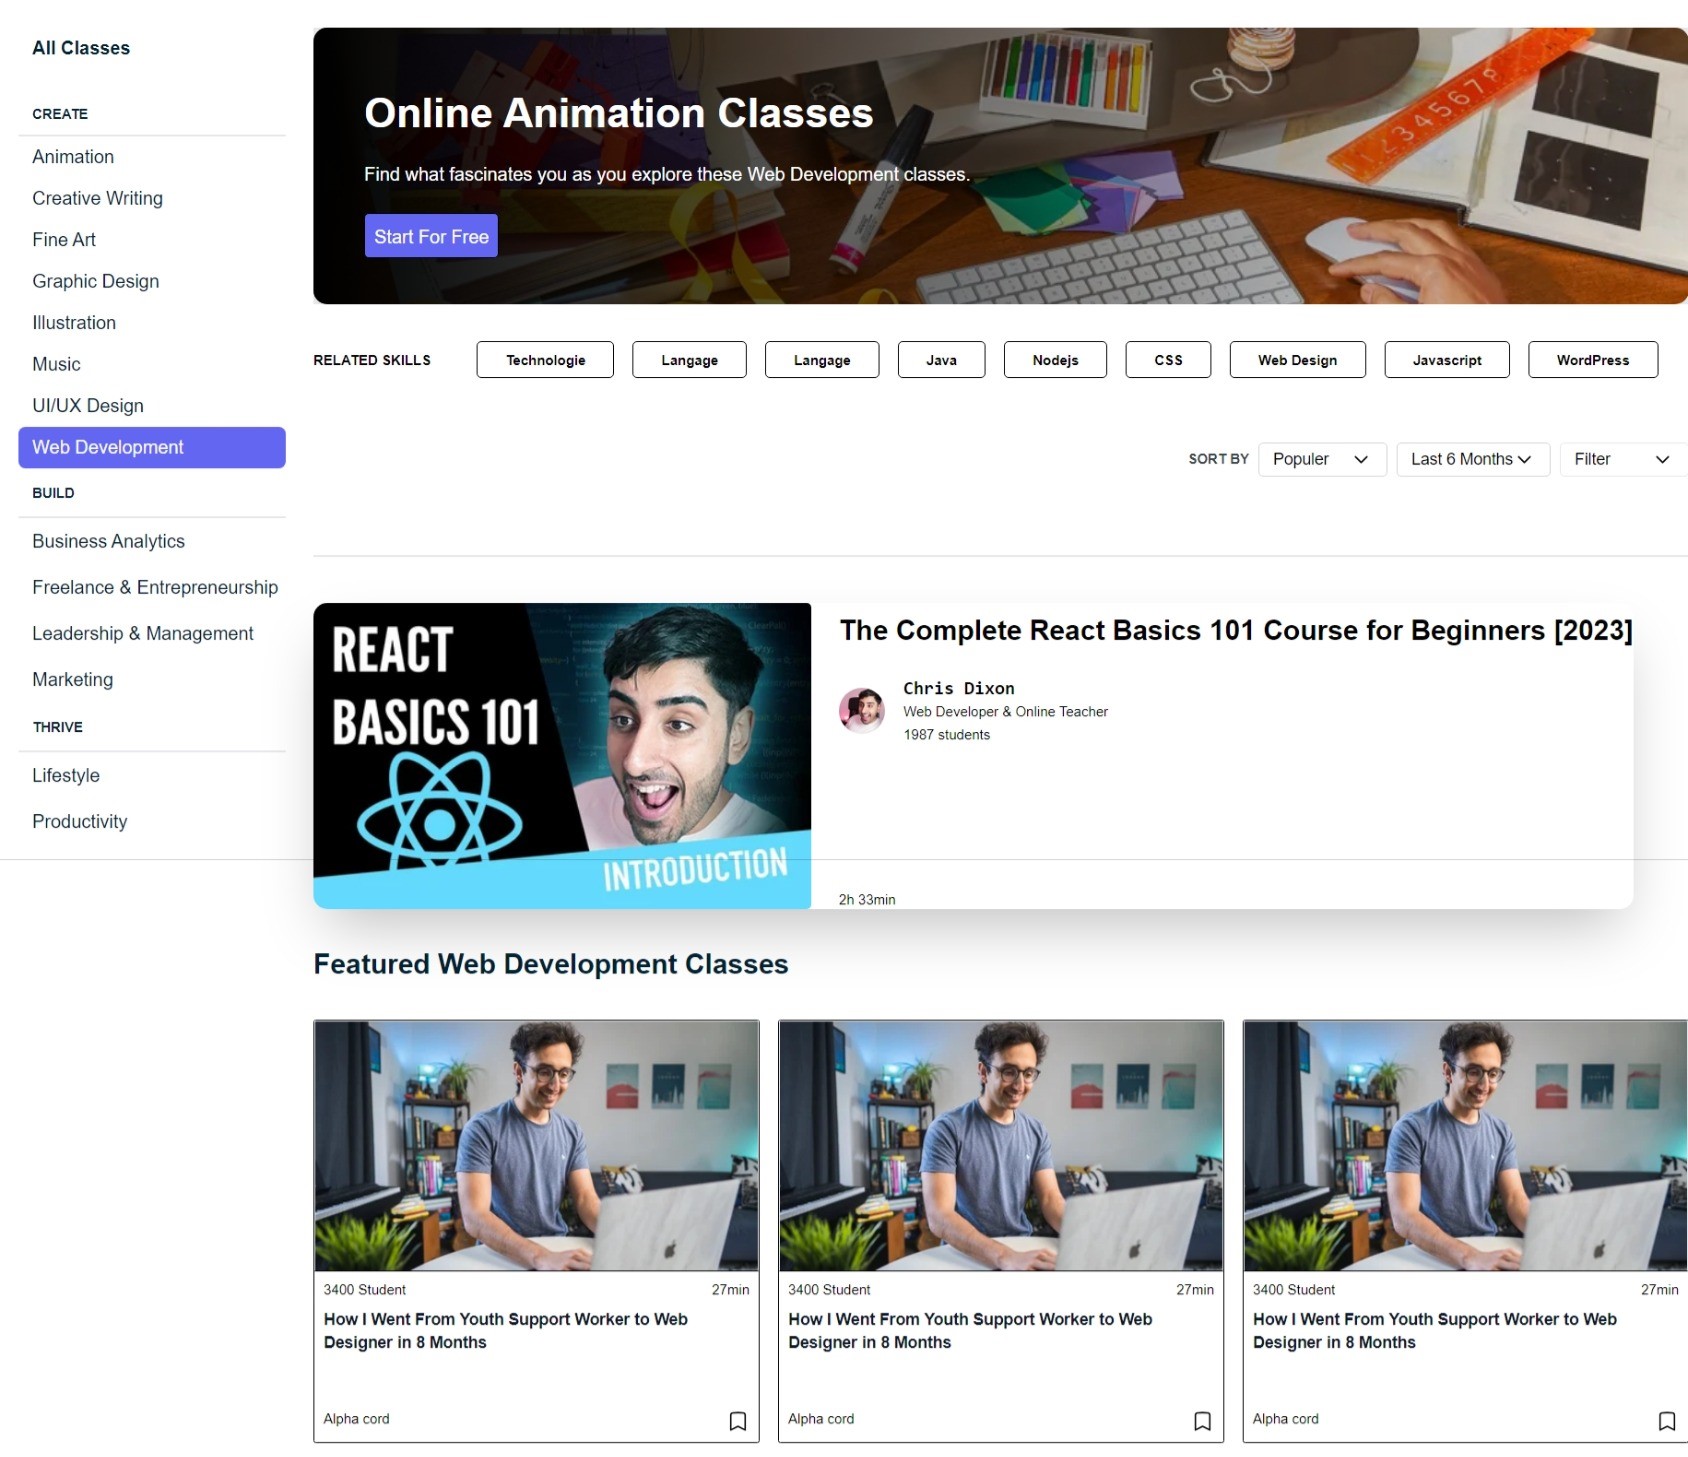 All Classes
CREATE
Animation
Creative Writing
Fine Art
Graphic Design
Illustration
Music
UI/UX Design
Web Development
BUILD
Business Analytics
Freelance & Entrepreneurship
Leadership & Management
Marketing
THRIVE
Lifestyle
Productivity
Online Animation Classes
Find what fascinates you as you explore these Web Development classes.
Start For Free
1 2 3 4 5 6 7
RELATED SKILLS Technologie Langage Langage Java Nodejs CSS Web Design Javascript WordPress
SORT BY Populer Last 6 Months Filter
REACT
BASICS 101
INTRODUCTION
The Complete React Basics 101 Course for Beginners [2023]
Chris Dixon
Web Developer & Online Teacher
1987 students
2h 33min
Featured Web Development Classes
3400 Student 27min
How I Went From Youth Support Worker to Web
Designer in 8 Months
Alpha cord
3400 Student 27min
How I Went From Youth Support Worker to Web
Designer in 8 Months
Alpha cord
3400 Student 27min
How I Went From Youth Support Worker to Web
Designer in 8 Months
Alpha cord